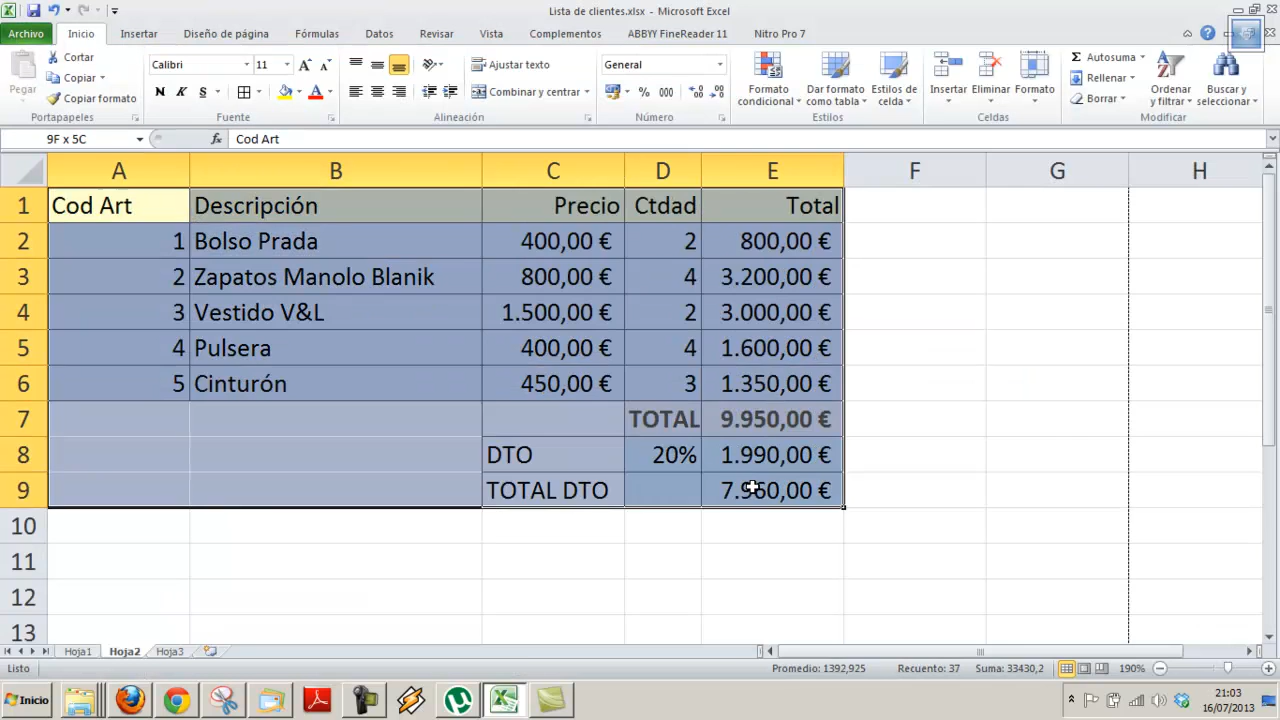 Lista de clientes.xlsx - Microsoft Excel
Archivo Inicio Insertar Diseño de página Fórmulas Datos Revisar Vista Complementos ABBYY FineReader 11 Nitro Pro 7
Pegar
Cortar
Copiar
Copiar formato
Portapapeles
Calibri 11
N K S
Fuente
Ajustar texto
Combinar y centrar
Alineación
General
% 000
Número
Formato condicional
Dar formato como tabla
Estilos de celda
Estilos
Insertar Eliminar Formato
Celdas
Autosuma
Rellenar
Borrar
Ordenar y filtrar
Buscar y seleccionar
Modificar
9F x 5C fx Cod Art
A B C D E F G H
1 Cod Art Descripción Precio Ctdad Total
2 1 Bolso Prada 400,00 € 2 800,00 €
3 2 Zapatos Manolo Blanik 800,00 € 4 3.200,00 €
4 3 Vestido V&L 1.500,00 € 2 3.000,00 €
5 4 Pulsera 400,00 € 4 1.600,00 €
6 5 Cinturón 450,00 € 3 1.350,00 €
7 TOTAL 9.950,00 €
8 DTO 20% 1.990,00 €
9 TOTAL DTO 7.960,00 €
10
11
12
13
Hoja1 Hoja2 Hoja3
Listo Promedio: 1392,925 Recuento: 37 Suma: 33430,2 190%
Inicio 21:03
16/07/2013